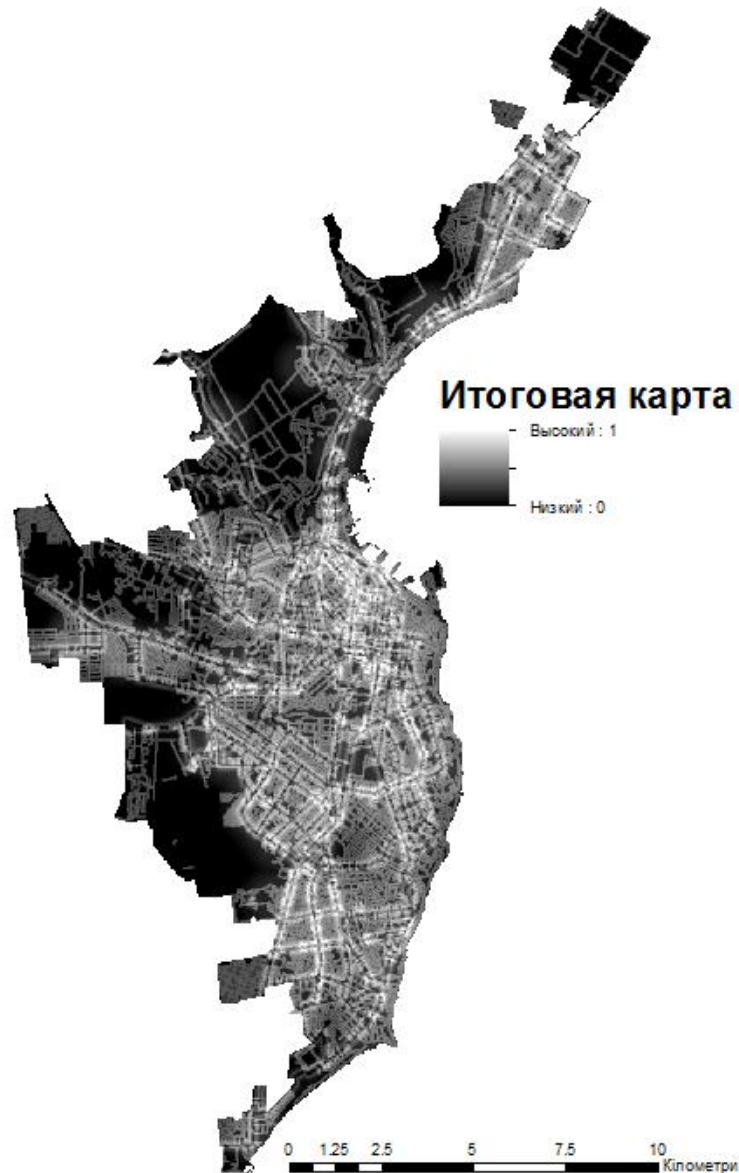 Итоговая карта
Высокий : 1
Низкий : 0
0 1.25 2.5 5 7.5 10
Кілометри